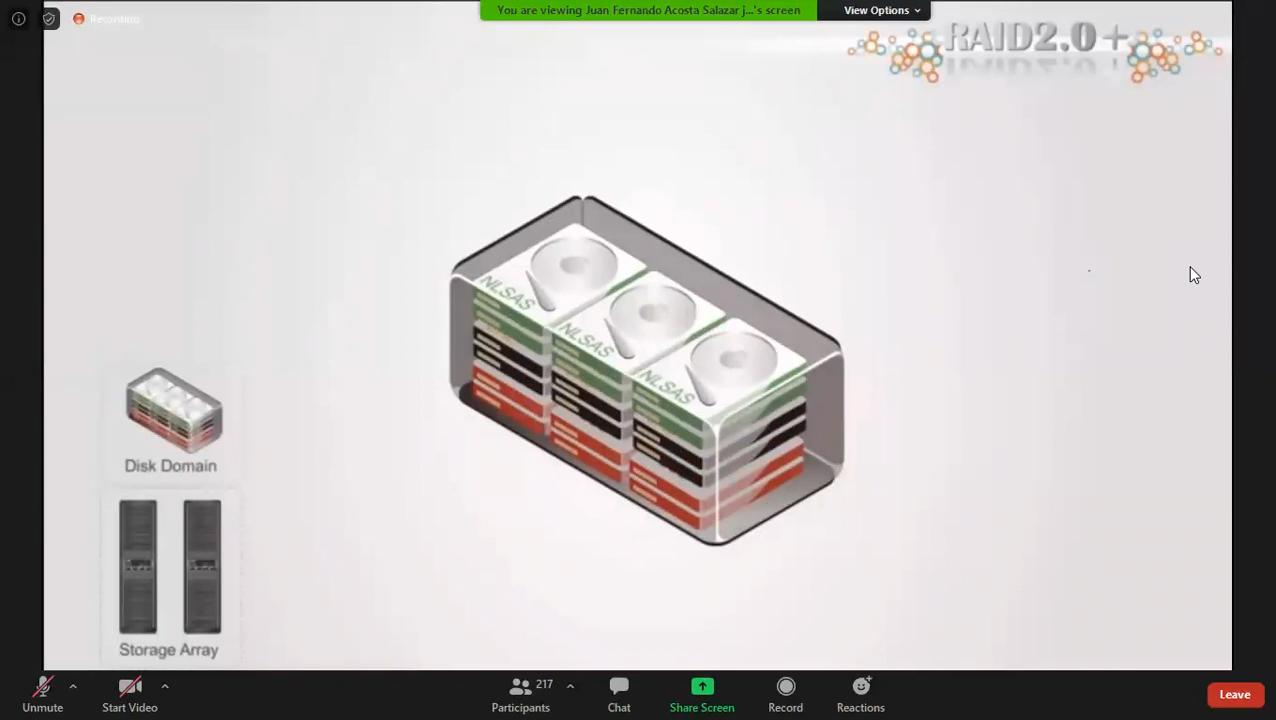 You are viewing Juan Fernando Acosta Salazar j...'s screen
View Options
Recording
RAID2.0+
NLSAS
NLSAS
NLSAS
Disk Domain
Storage Array
Unmute
Start Video
217
Participants
Chat
Share Screen
Record
Reactions
Leave